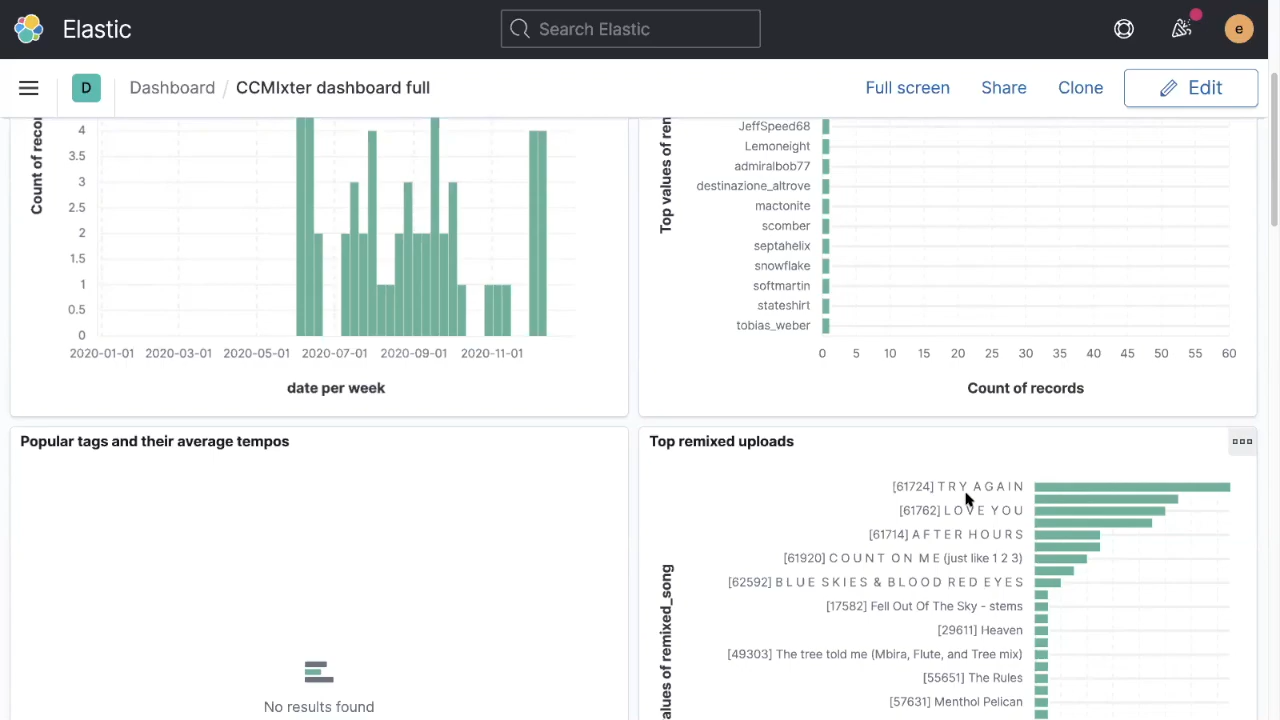 Elastic
Search Elastic
e
D
Dashboard / CCMIxter dashboard full
Full screen
Share
Clone
Edit
Count of recor
4
3.5
3
2.5
2
1.5
1
0.5
0
2020-01-01 2020-03-01 2020-05-01 2020-07-01 2020-09-01 2020-11-01
date per week
Top values of ren
JeffSpeed68
Lemoneight
admiralbob77
destinazione_altrove
mactonite
scomber
septahelix
snowflake
softmartin
stateshirt
tobias_weber
0 5 10 15 20 25 30 35 40 45 50 55 60
Count of records
Popular tags and their average tempos
No results found
Top remixed uploads
alues of remixed_song
[61724] T R Y A G A I N
[61762] L O V E Y O U
[61714] A F T E R H O U R S
[61920] C O U N T O N M E (just like 1 2 3)
[62592] B L U E S K I E S & B L O O D R E D E Y E S
[17582] Fell Out Of The Sky - stems
[29611] Heaven
[49303] The tree told me (Mbira, Flute, and Tree mix)
[55651] The Rules
[57631] Menthol Pelican